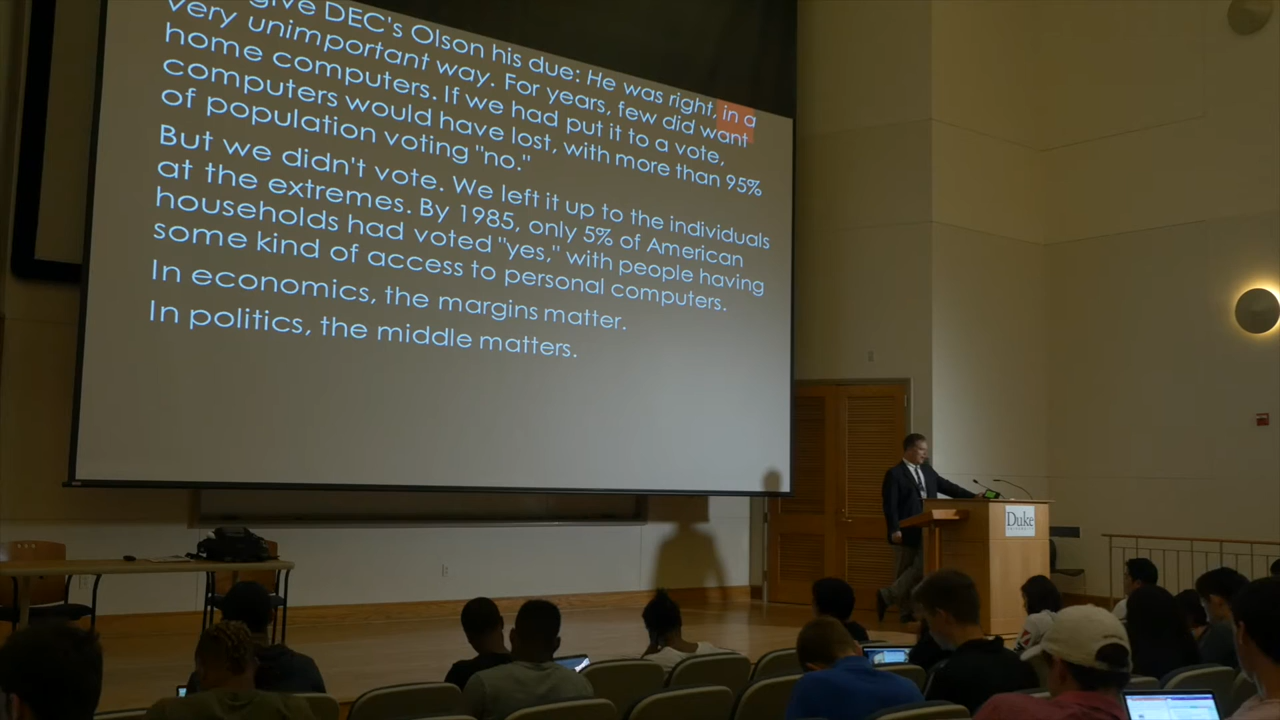 give DEC's Olson his due: He was right, in a
very unimportant way. For years, few did want
home computers. If we had put it to a vote,
computers would have lost, with more than 95%
of population voting "no."
But we didn't vote. We left it up to the individuals
at the extremes. By 1985, only 5% of American
households had voted "yes," with people having
some kind of access to personal computers.
In economics, the margins matter.
In politics, the middle matters.
Duke
UNIVERSITY